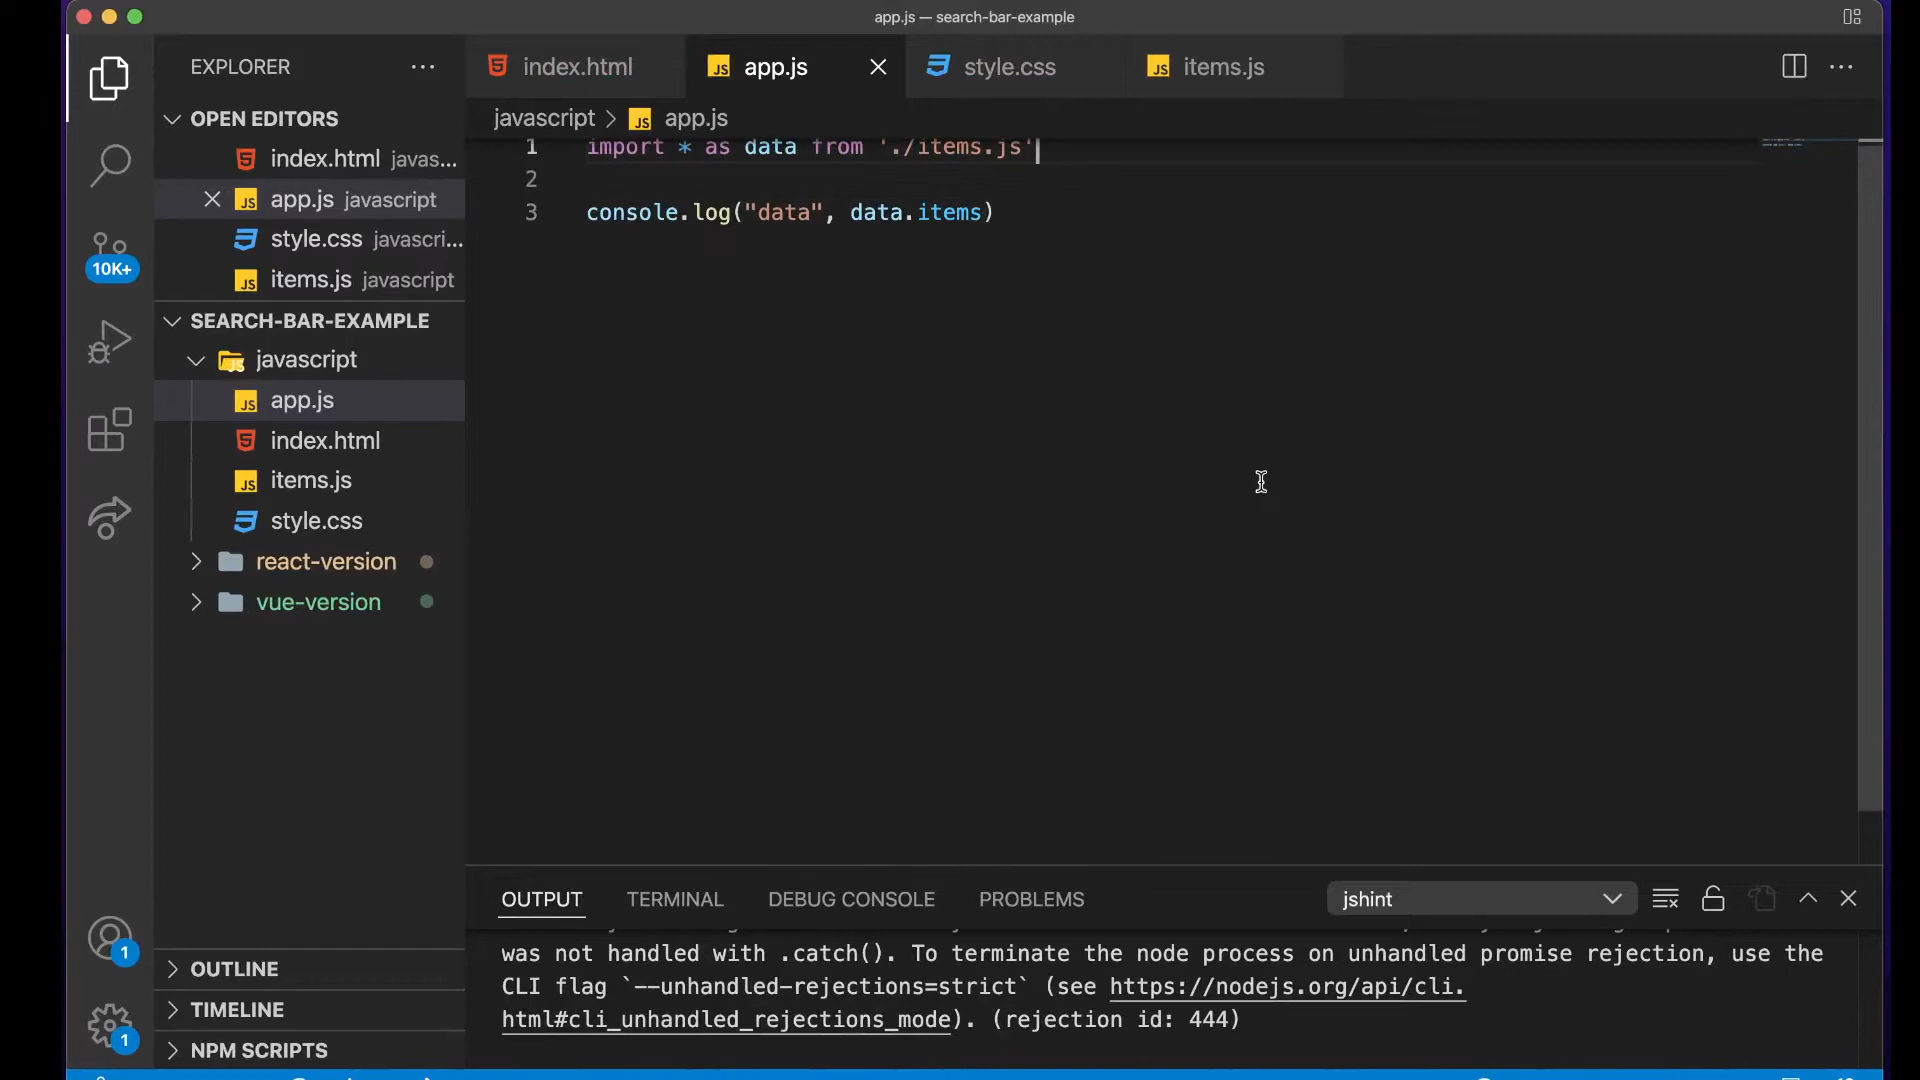 app.js — search-bar-example
EXPLORER
index.html
app.js
style.css
items.js
OPEN EDITORS
index.html javas...
app.js javascript
style.css javascri...
items.js javascript
SEARCH-BAR-EXAMPLE
javascript
app.js
index.html
items.js
style.css
react-version
vue-version
OUTLINE
TIMELINE
NPM SCRIPTS
10K+
1
1
javascript > app.js
1 import * as data from './items.js'
2
3 console.log("data", data.items)
OUTPUT TERMINAL DEBUG CONSOLE PROBLEMS jshint
was not handled with .catch(). To terminate the node process on unhandled promise rejection, use the
CLI flag `--unhandled-rejections=strict` (see https://nodejs.org/api/cli.
html#cli_unhandled_rejections_mode). (rejection id: 444)